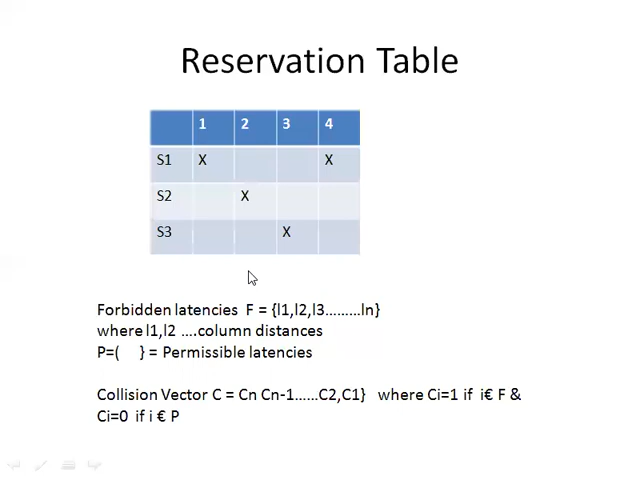 Reservation Table
1 2 3 4
S1 X X
S2 X
S3 X
Forbidden latencies F = {l1,l2,l3.........ln}
where l1,l2 ....column distances
P=( } = Permissible latencies
Collision Vector C = Cn Cn-1......C2,C1} where Ci=1 if i€ F &
Ci=0 if i € P